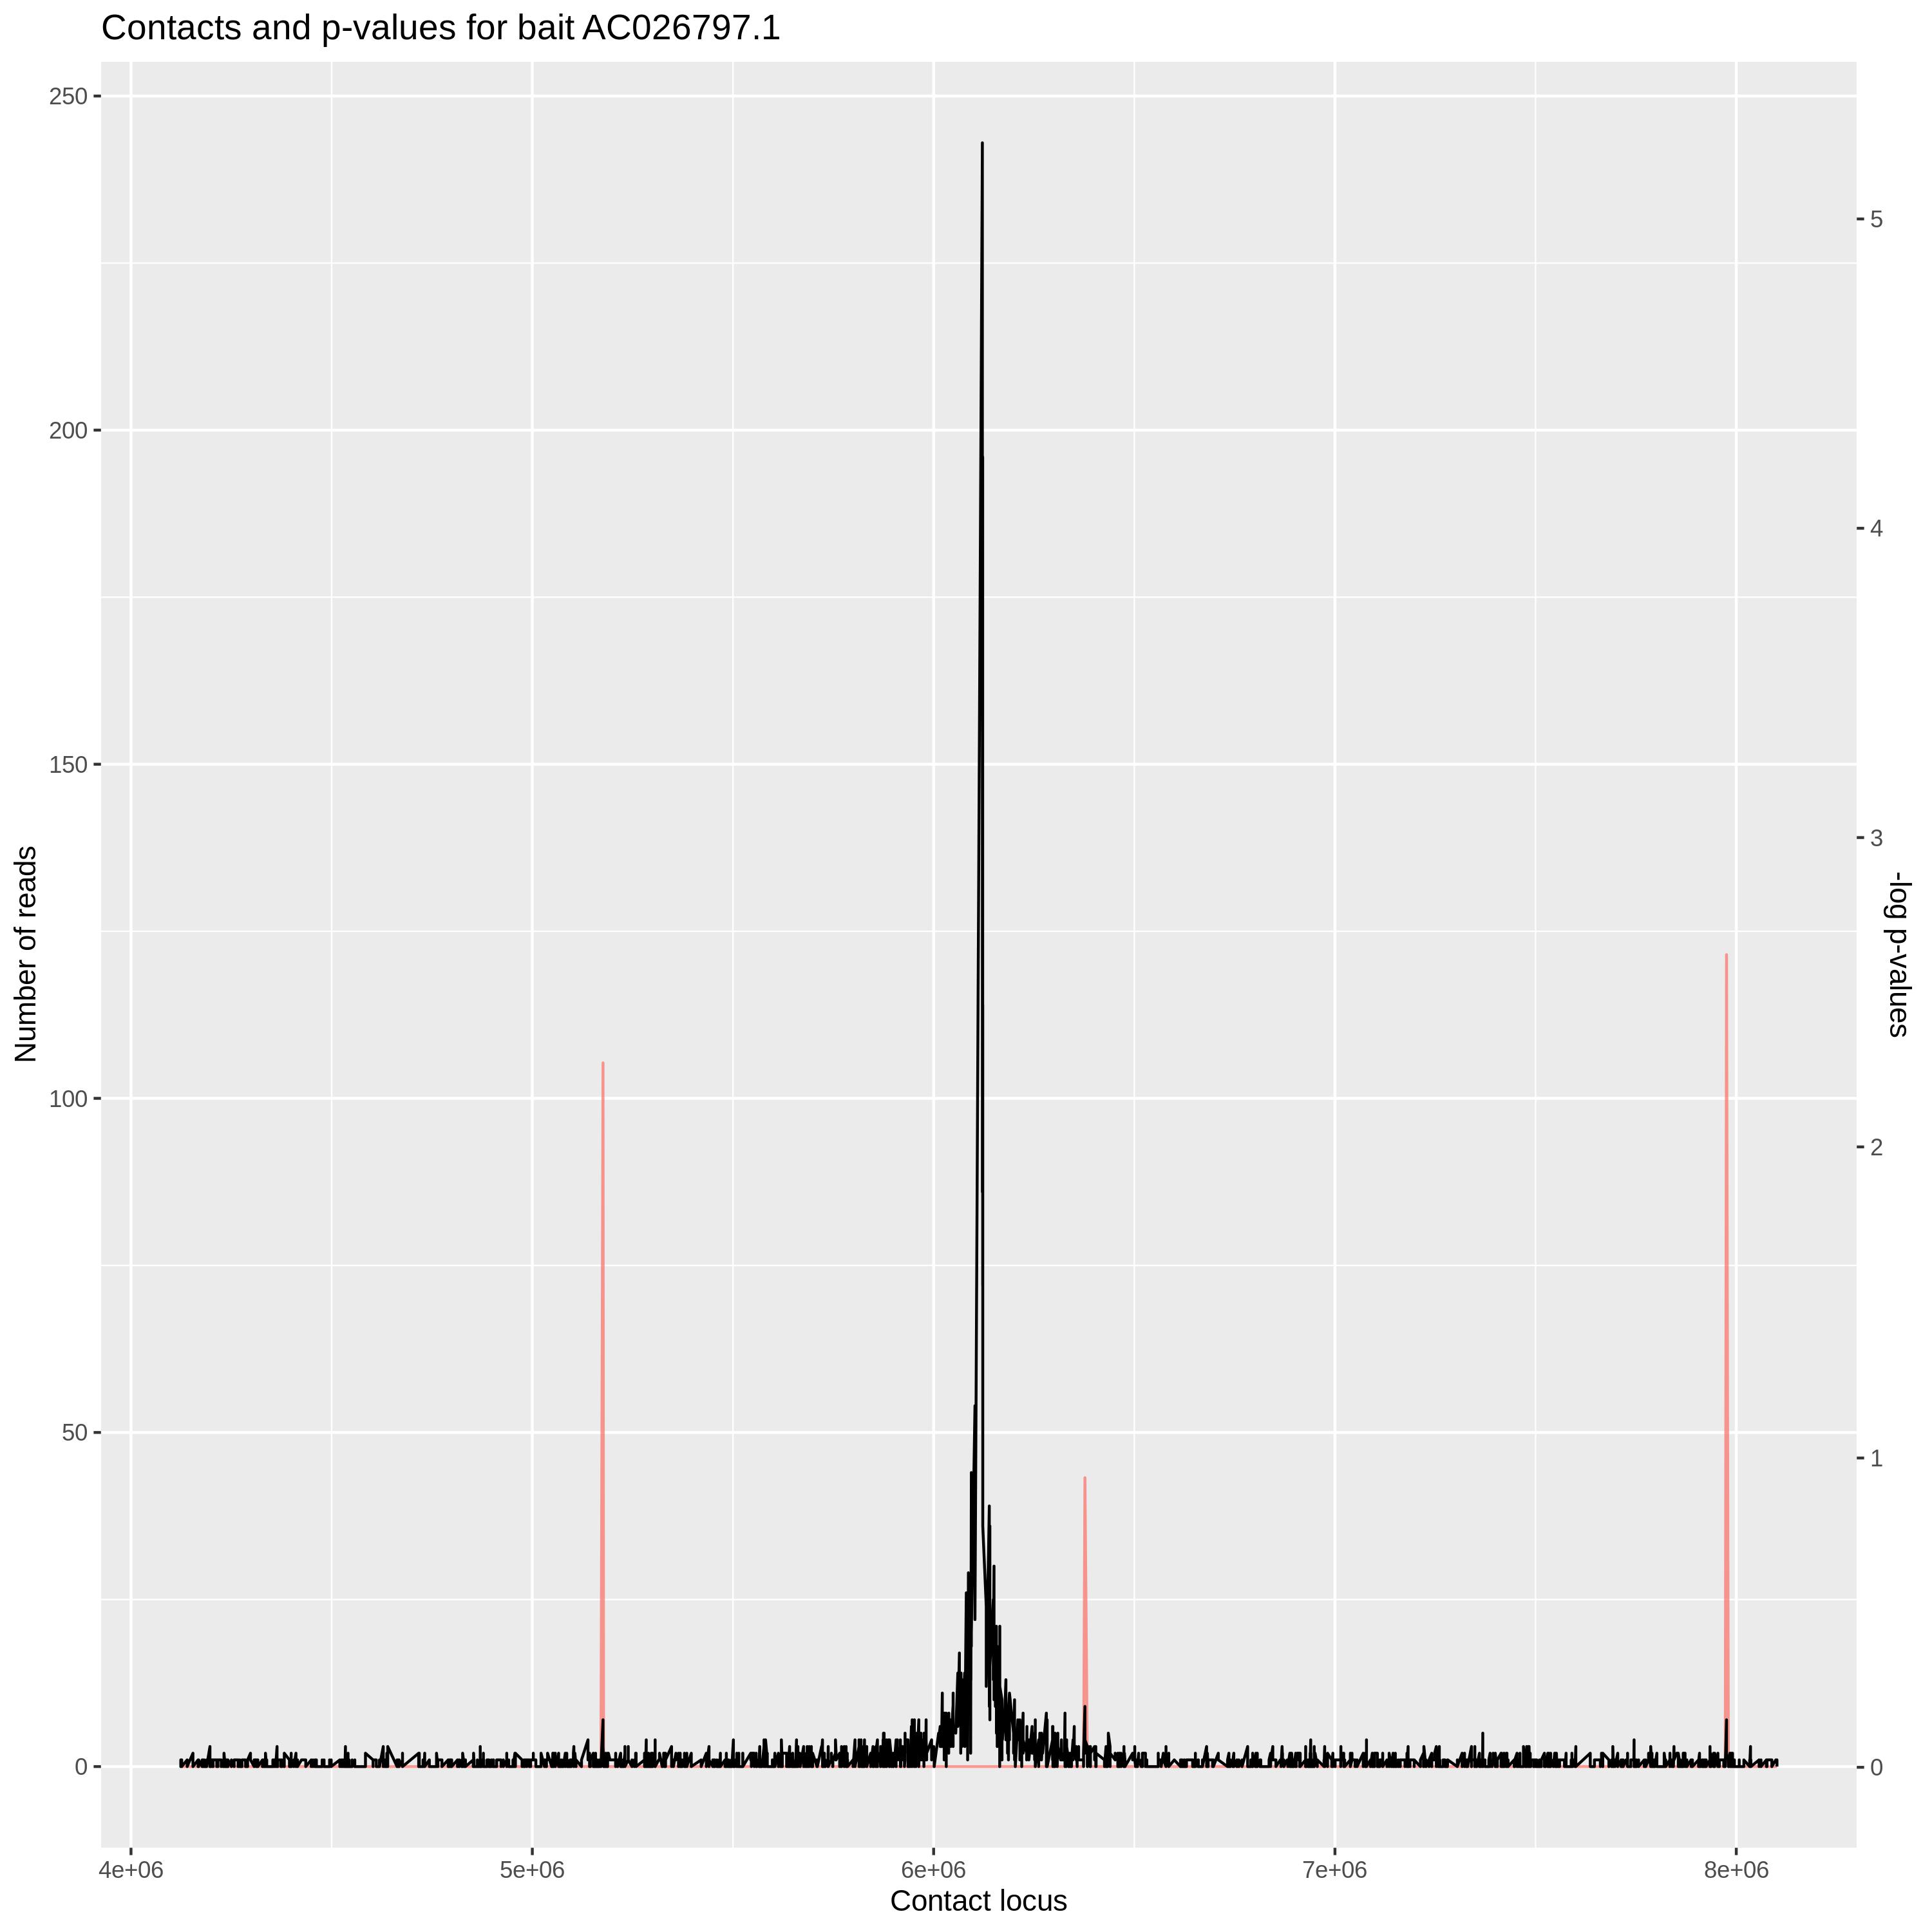 Contacts and p-values for bait AC026797.1
250
200
150
100
50
0
Number of reads
5
4
3
2
1
0
-log p-values
4e+06
5e+06
6e+06
7e+06
8e+06
Contact locus